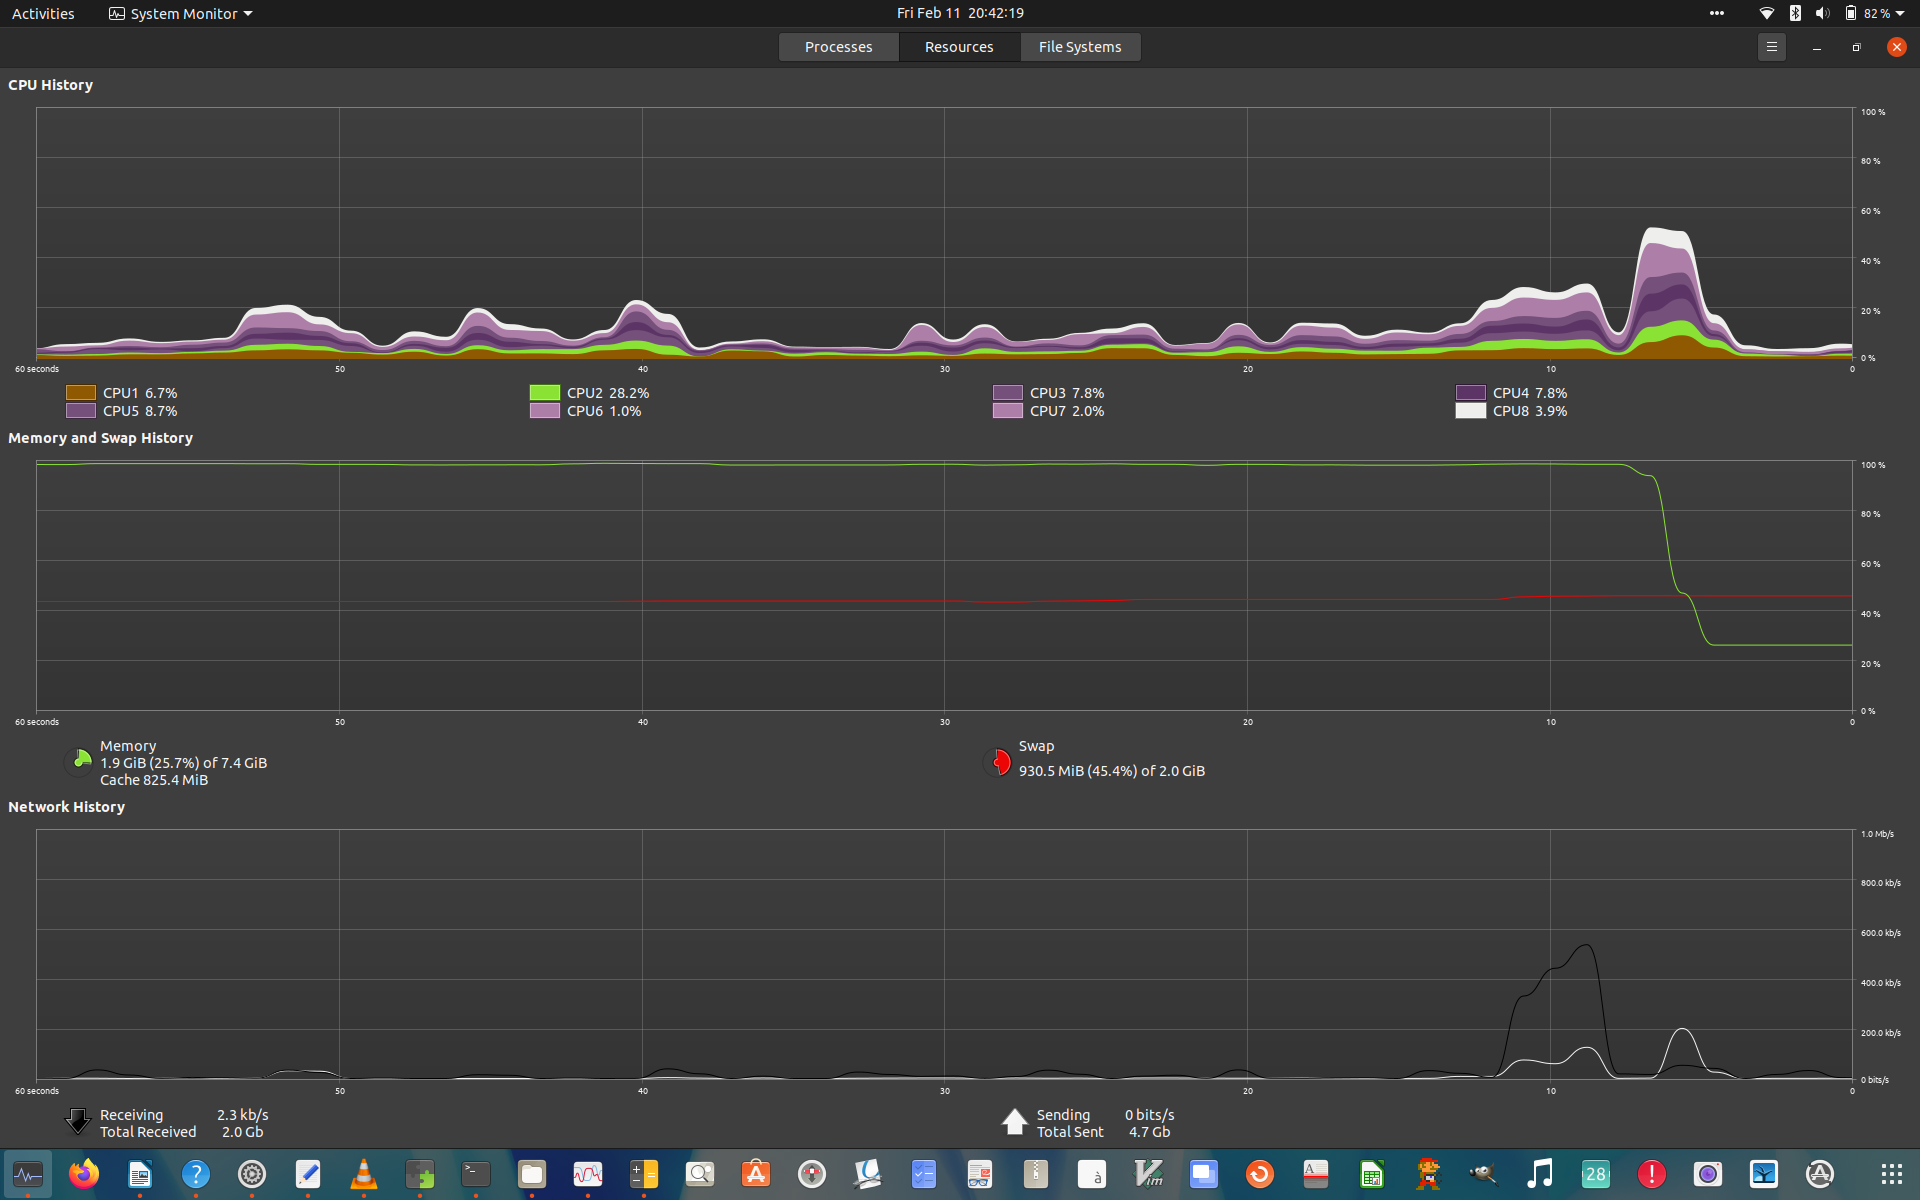 Activities System Monitor Fri Feb 11 20:42:19 82 %
Processes Resources File Systems
CPU History
100 %
80 %
60 %
40 %
20 %
0 %
60 seconds 50 40 30 20 10 0
CPU1 6.7% CPU2 28.2% CPU3 7.8% CPU4 7.8%
CPU5 8.7% CPU6 1.0% CPU7 2.0% CPU8 3.9%
Memory and Swap History
100 %
80 %
60 %
40 %
20 %
0 %
60 seconds 50 40 30 20 10 0
Memory
1.9 GiB (25.7%) of 7.4 GiB
Cache 825.4 MiB
Swap
930.5 MiB (45.4%) of 2.0 GiB
Network History
1.0 Mb/s
800.0 kb/s
600.0 kb/s
400.0 kb/s
200.0 kb/s
0 bits/s
60 seconds 50 40 30 20 10 0
Receiving 2.3 kb/s
Total Received 2.0 Gb
Sending 0 bits/s
Total Sent 4.7 Gb
? >_ A à Vim A 28 !